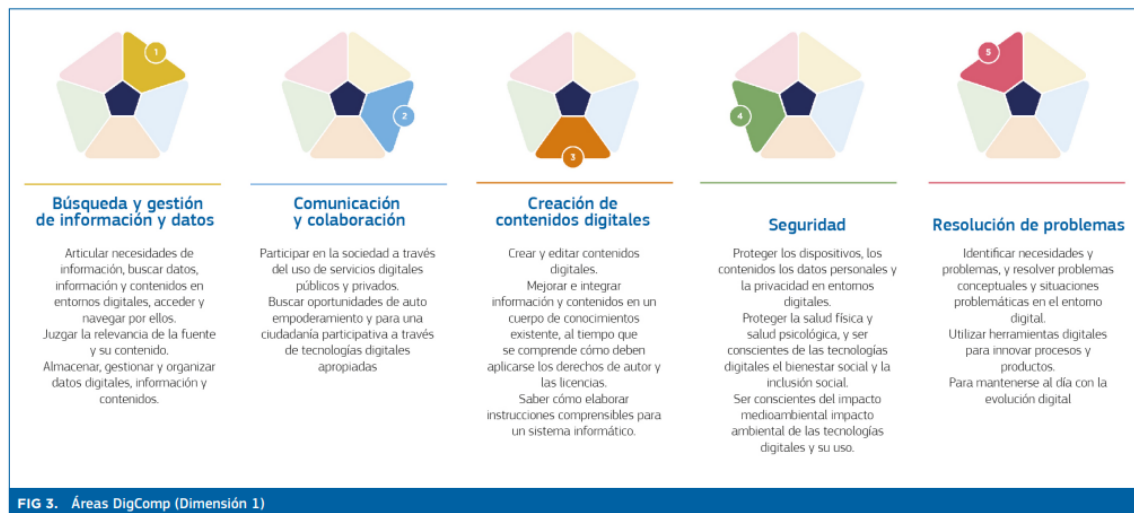 1
Búsqueda y gestión
de información y datos
Articular necesidades de
información, buscar datos,
información y contenidos en
entornos digitales, acceder y
navegar por ellos.
Juzgar la relevancia de la fuente
y su contenido.
Almacenar, gestionar y organizar
datos digitales, información y
contenidos.
2
Comunicación
y colaboración
Participar en la sociedad a través
del uso de servicios digitales
públicos y privados.
Buscar oportunidades de auto
empoderamiento y para una
ciudadanía participativa a través
de tecnologías digitales
apropiadas
3
Creación de
contenidos digitales
Crear y editar contenidos
digitales.
Mejorar e integrar
información y contenidos en un
cuerpo de conocimientos
existente, al tiempo que
se comprende cómo deben
aplicarse los derechos de autor y
las licencias.
Saber cómo elaborar
instrucciones comprensibles para
un sistema informático.
4
Seguridad
Proteger los dispositivos, los
contenidos los datos personales y
la privacidad en entornos
digitales.
Proteger la salud física y
salud psicológica, y ser
conscientes de las tecnologías
digitales el bienestar social y la
inclusión social.
Ser conscientes del impacto
medioambiental impacto
ambiental de las tecnologías
digitales y su uso.
5
Resolución de problemas
Identificar necesidades y
problemas, y resolver problemas
conceptuales y situaciones
problemáticas en el entorno
digital.
Utilizar herramientas digitales
para innovar procesos y
productos.
Para mantenerse al día con la
evolución digital
FIG 3. Áreas DigComp (Dimensión 1)